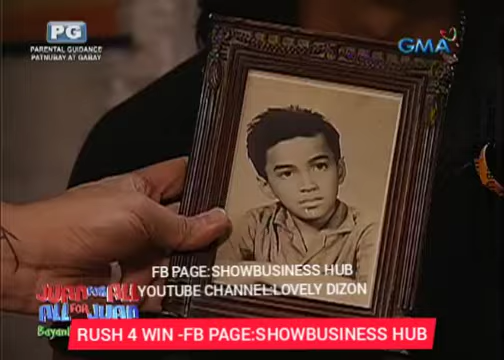 PG
PARENTAL GUIDANCE
PATNUBAY AT GABAY
GMA
FB PAGE:SHOWBUSINESS HUB
YOUTUBE CHANNEL:LOVELY DIZON
JUAN FOR ALL
ALL FOR JUAN
RUSH 4 WIN -FB PAGE:SHOWBUSINESS HUB